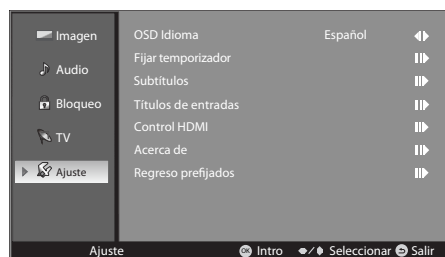 Imagen
Audio
Bloqueo
TV
Ajuste
OSD Idioma Español
Fijar temporizador
Subtítulos
Títulos de entradas
Control HDMI
Acerca de
Regreso prefijados
Ajuste OK Intro / Seleccionar Salir